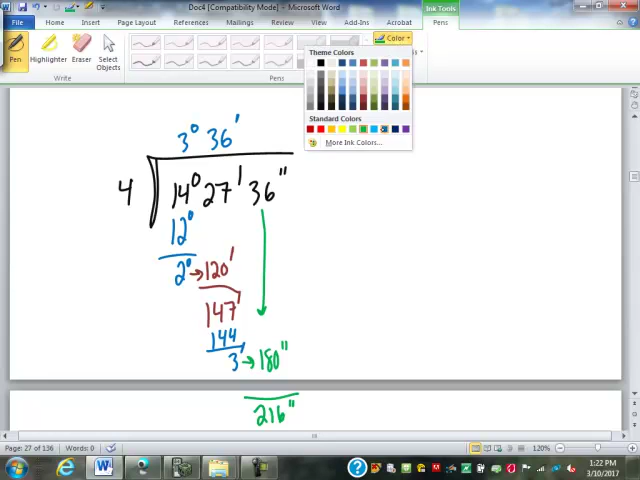 Doc4 [Compatibility Mode] - Microsoft Word
Ink Tools
File Home Insert Page Layout References Mailings Review View Add-Ins Acrobat Pens
Pen Highlighter Eraser Select Objects
Color
Write
Pens
Theme Colors
Standard Colors
More Ink Colors...
3° 36'
4 14° 27' 36"
12°
2° → 120'
147'
144
3' → 180"
216"
Page: 27 of 136 Words: 0 120%
1:22 PM
3/10/2017